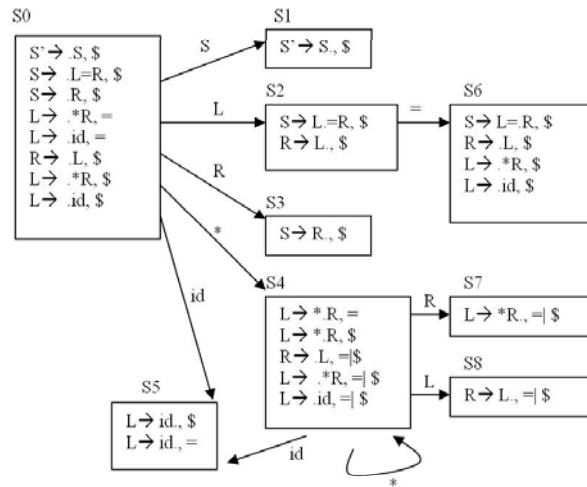 S0
S'→ .S, $
S→ .L=R, $
S→ .R, $
L→ .*R, =
L→ .id, =
R→ .L, $
L→ .*R, $
L→ .id, $
S
L
R
*
id
S1
S'→ S., $
S2
S→ L.=R, $
R→ L., $
=
S6
S→ L=.R, $
R→ .L, $
L→ .*R, $
L→ .id, $
S3
S→ R., $
S4
L→ *.R, =
L→ *.R, $
R→ .L, =|$
L→ .*R, =| $
L→ .id, =| $
R
L
S7
L→ *R., =| $
S8
R→ L., =| $
S5
L→ id., $
L→ id., =
id
*